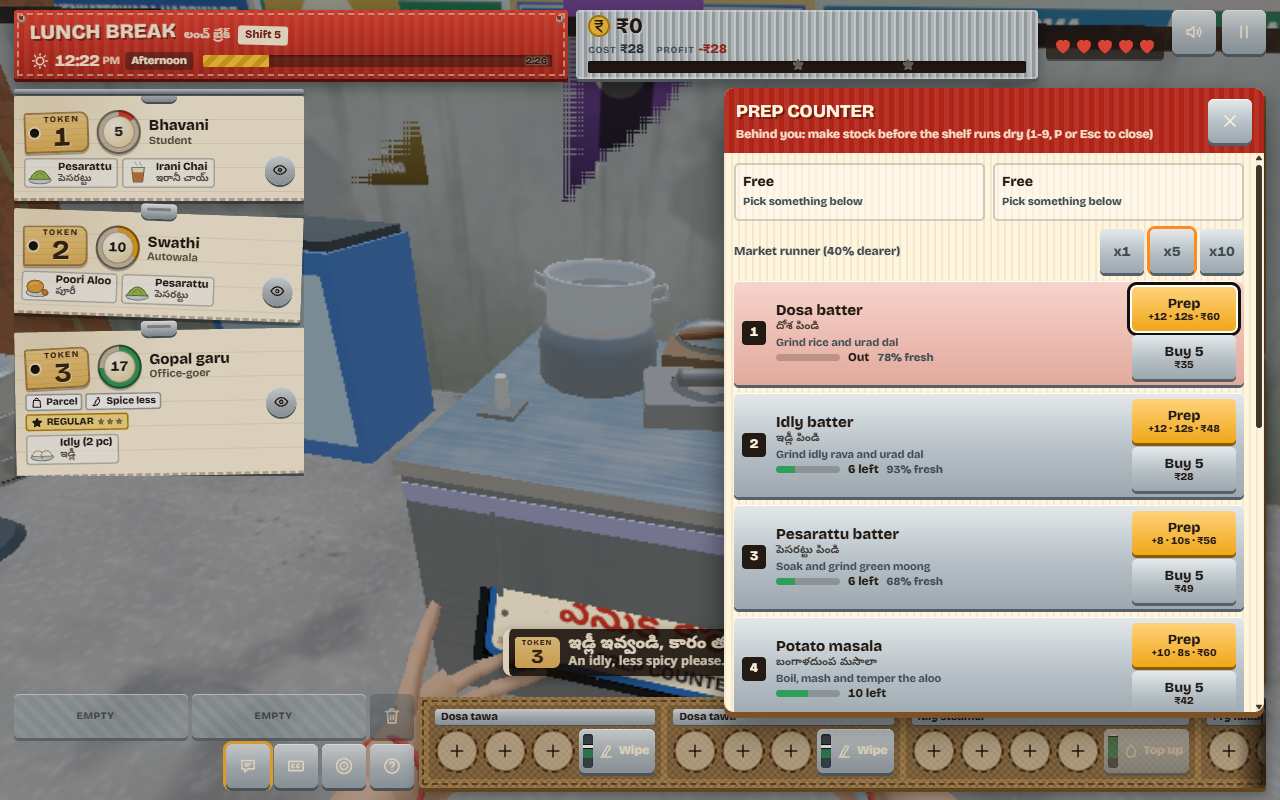 LUNCH BREAK లంచ్ బ్రేక్ Shift 5
12:22 PM Afternoon 2:26
₹ ₹0
COST ₹28 PROFIT -₹28
TOKEN 1 5 Bhavani
Student
Pesarattu పెసరట్టు Irani Chai ఇరానీ చాయ్
TOKEN 2 10 Swathi
Autowala
Poori Aloo పూరీ Pesarattu పెసరట్టు
TOKEN 3 17 Gopal garu
Office-goer
Parcel Spice less
REGULAR
Idly (2 pc)
ఇడ్లీ
PREP COUNTER
Behind you: make stock before the shelf runs dry (1-9, P or Esc to close)
Free
Pick something below
Free
Pick something below
Market runner (40% dearer) x1 x5 x10
1 Dosa batter
దోశ పిండి
Grind rice and urad dal
Out 78% fresh
Prep
+12 · 12s · ₹60
Buy 5
₹35
2 Idly batter
ఇడ్లీ పిండి
Grind idly rava and urad dal
6 left 93% fresh
Prep
+12 · 12s · ₹48
Buy 5
₹28
3 Pesarattu batter
పెసరట్టు పిండి
Soak and grind green moong
6 left 68% fresh
Prep
+8 · 10s · ₹56
Buy 5
₹49
4 Potato masala
బంగాళదుంప మసాలా
Boil, mash and temper the aloo
10 left
Prep
+10 · 8s · ₹60
Buy 5
₹42
TOKEN 3
ఇడ్లీ ఇవ్వండి, కారం
An idly, less spicy please.
COUNTER
EMPTY EMPTY
Dosa tawa
Wipe
Dosa tawa
Wipe
Top up